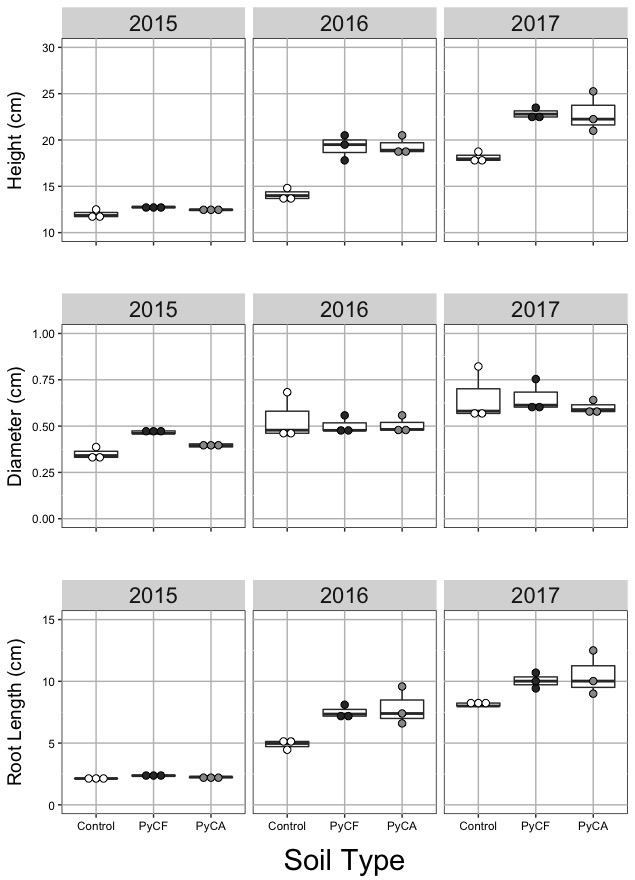 2015 2016 2017
Height (cm)
30
25
20
15
10
2015 2016 2017
Diameter (cm)
1.00
0.75
0.50
0.25
0.00
2015 2016 2017
Root Length (cm)
15
10
5
0
Control PyCF PyCA Control PyCF PyCA Control PyCF PyCA
Soil Type